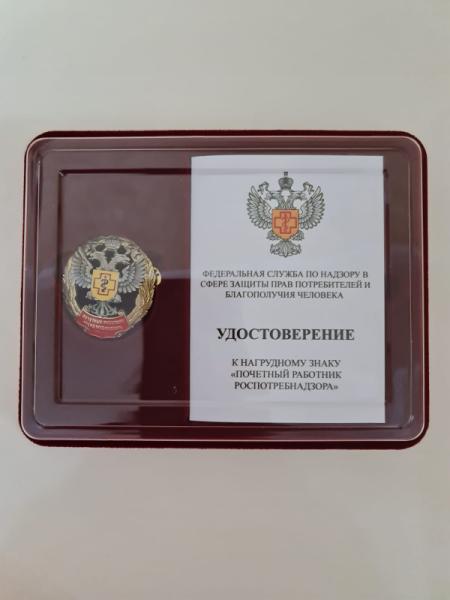 ФЕДЕРАЛЬНАЯ СЛУЖБА ПО НАДЗОРУ В
СФЕРЕ ЗАЩИТЫ ПРАВ ПОТРЕБИТЕЛЕЙ И
БЛАГОПОЛУЧИЯ ЧЕЛОВЕКА
УДОСТОВЕРЕНИЕ
К НАГРУДНОМУ ЗНАКУ
«ПОЧЕТНЫЙ РАБОТНИК
РОСПОТРЕБНАДЗОРА»